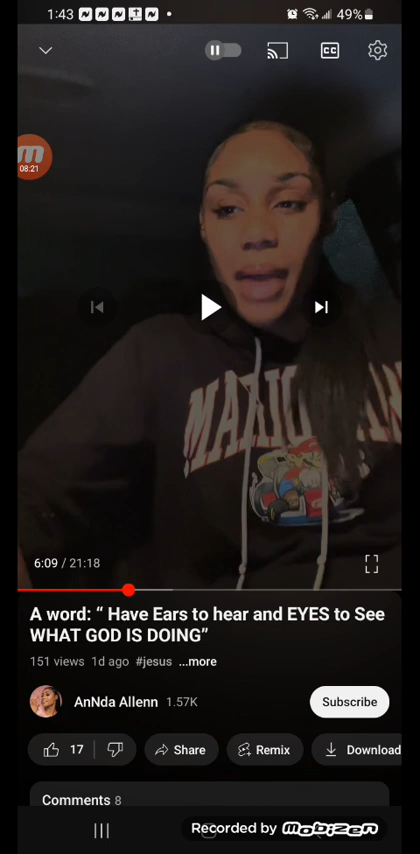 1:43
49%
CC
08:21
MARIO
6:09 / 21:18
A word: “ Have Ears to hear and EYES to See
WHAT GOD IS DOING”
151 views 1d ago #jesus ...more
AnNda Allenn 1.57K
Subscribe
17
Share
Remix
Download
Comments 8
Recorded by MOBIZEN